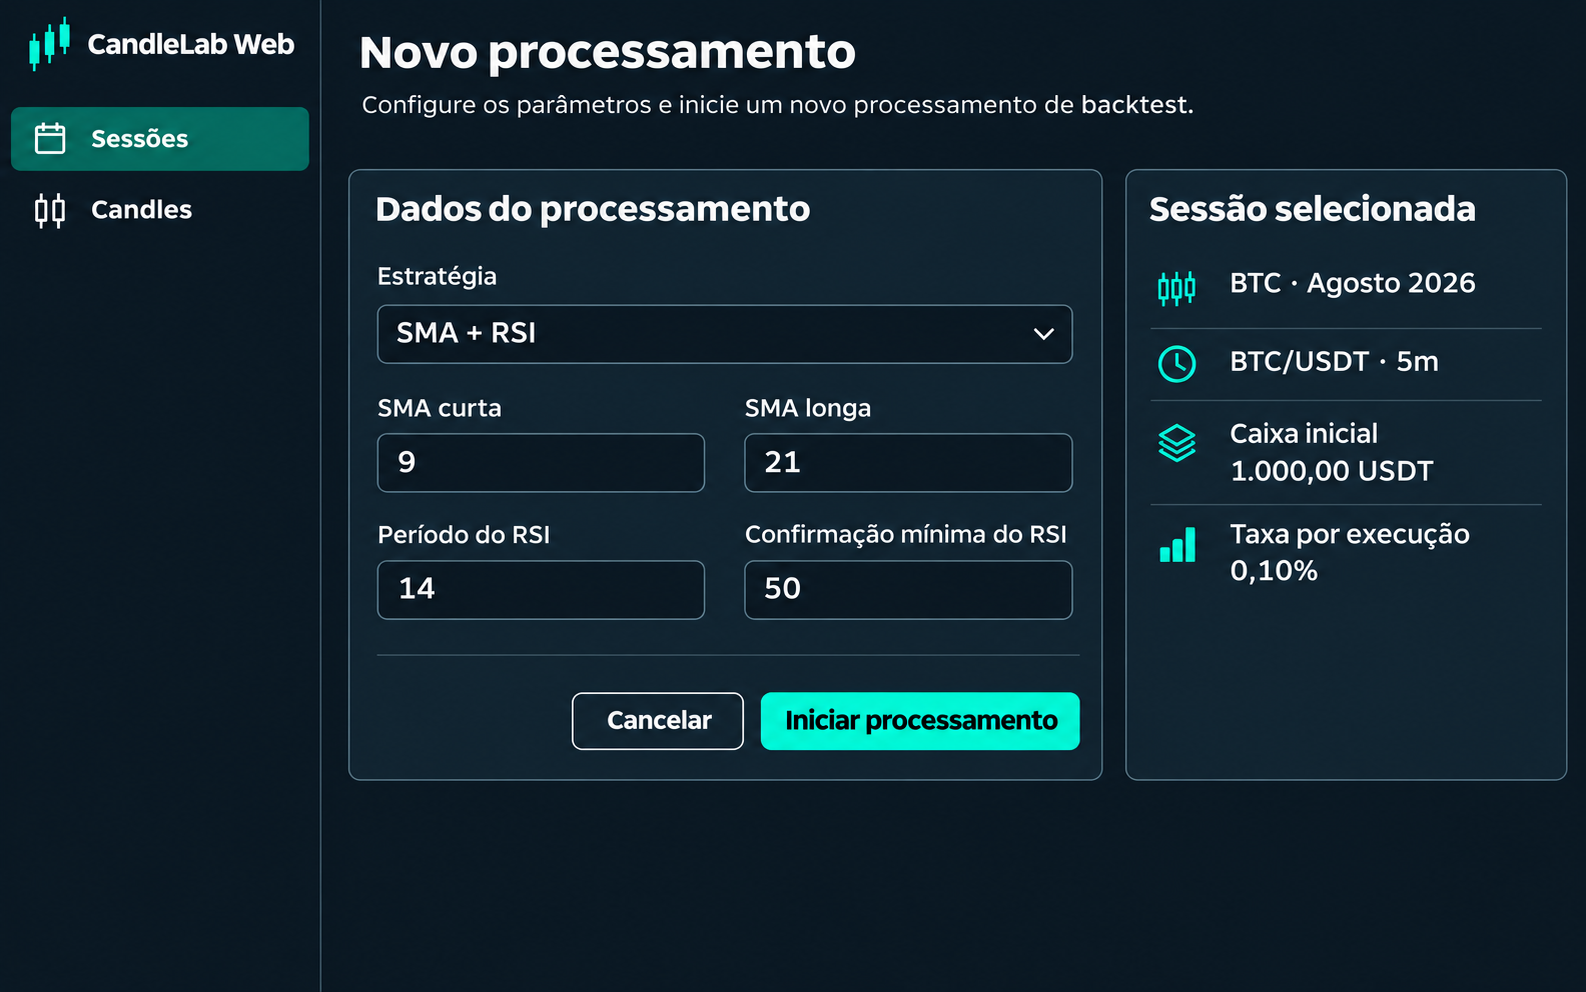 CandleLab Web
Sessões
Candles
Novo processamento
Configure os parâmetros e inicie um novo processamento de backtest.
Dados do processamento
Estratégia
SMA + RSI
SMA curta
SMA longa
9
21
Período do RSI
Confirmação mínima do RSI
14
50
Cancelar
Iniciar processamento
Sessão selecionada
BTC · Agosto 2026
BTC/USDT · 5m
Caixa inicial
1.000,00 USDT
Taxa por execução
0,10%